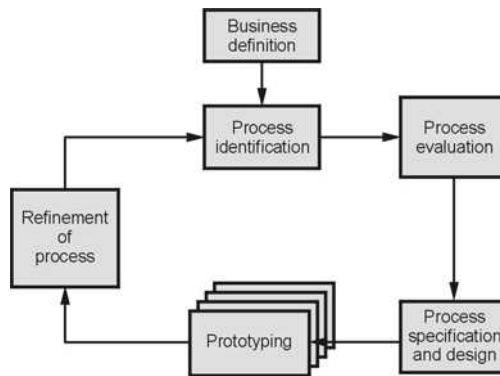 Business
definition
Process
identification
Process
evaluation
Refinement
of
process
Prototyping
Process
specification
and design